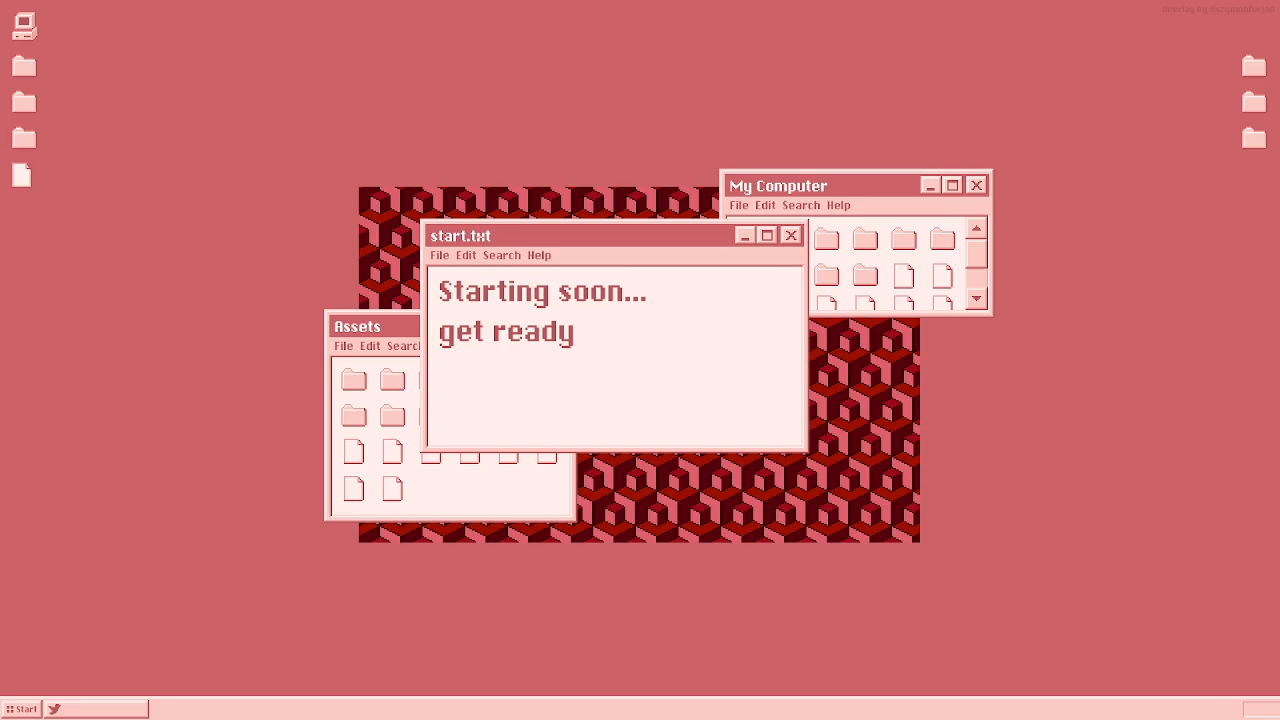 My Computer
File Edit Search Help
start.txt
File Edit Search Help
Starting soon...
get ready
Assets
File Edit Search
Start